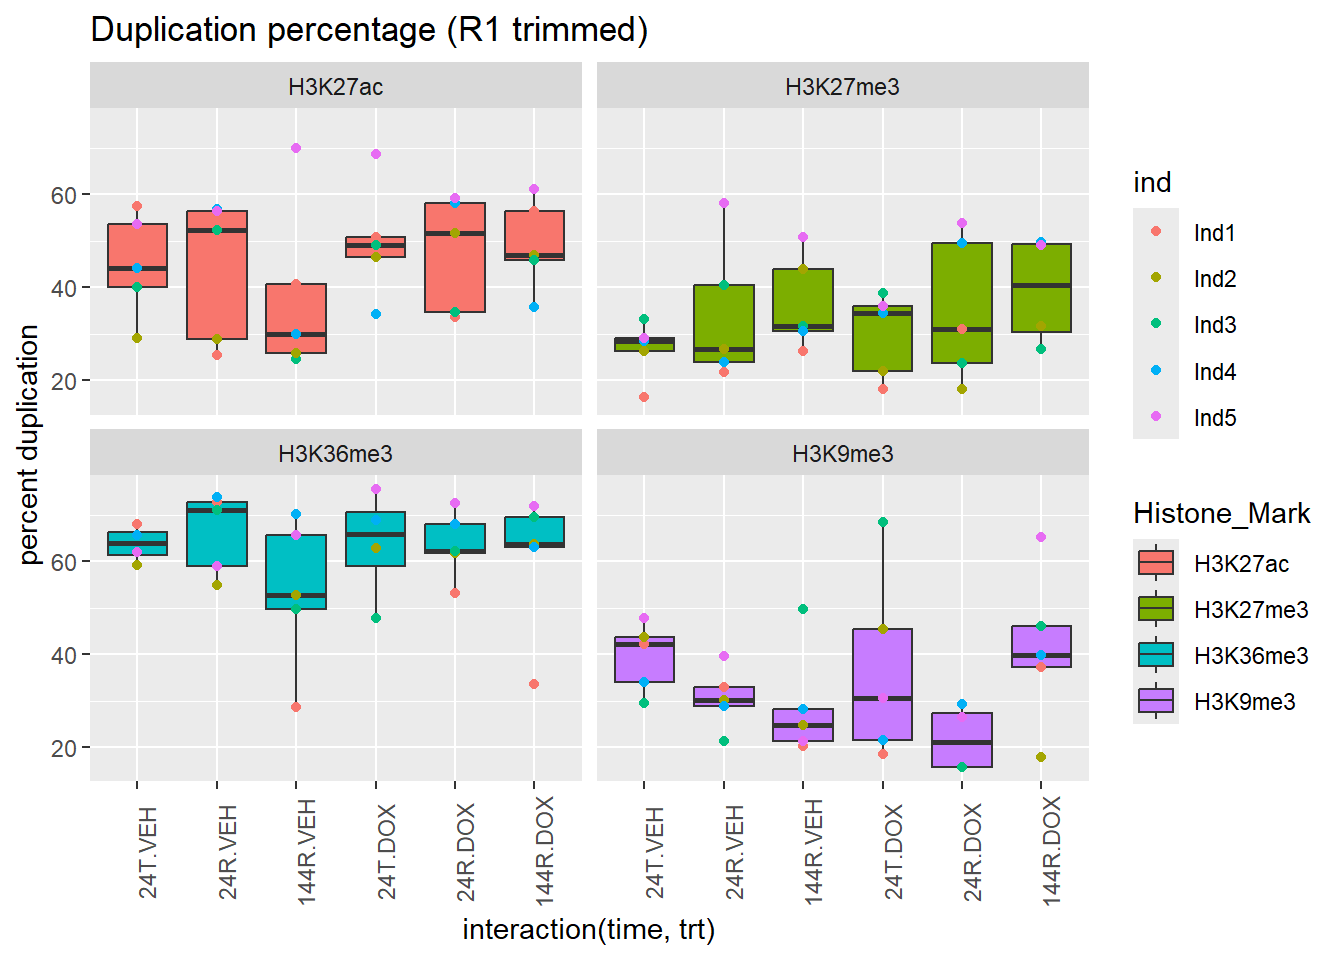 Duplication percentage (R1 trimmed)
H3K27ac
H3K27me3
60
40
20
H3K36me3
H3K9me3
60
40
20
percent duplication
24T.VEH
24R.VEH
144R.VEH
24T.DOX
24R.DOX
144R.DOX
24T.VEH
24R.VEH
144R.VEH
24T.DOX
24R.DOX
144R.DOX
interaction(time, trt)
ind
Ind1
Ind2
Ind3
Ind4
Ind5
Histone_Mark
H3K27ac
H3K27me3
H3K36me3
H3K9me3